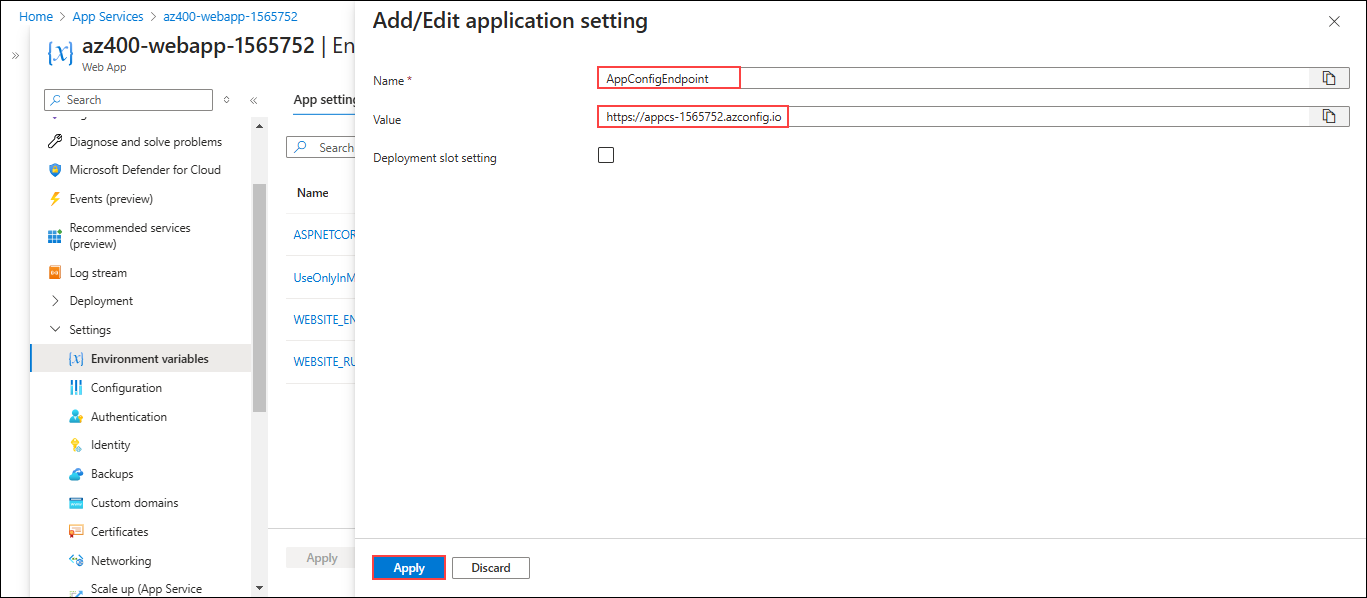 Home > App Services > az400-webapp-1565752
az400-webapp-1565752 | En
Web App
Search
Diagnose and solve problems
Microsoft Defender for Cloud
Events (preview)
Recommended services
(preview)
Log stream
Deployment
Settings
Environment variables
Configuration
Authentication
Identity
Backups
Custom domains
Certificates
Networking
Scale up (App Service
App setting
Search
Name
ASPNETCOR
UseOnlyInM
WEBSITE_EN
WEBSITE_RU
Apply
Add/Edit application setting
Name *
AppConfigEndpoint
Value
https://appcs-1565752.azconfig.io
Deployment slot setting
Apply
Discard